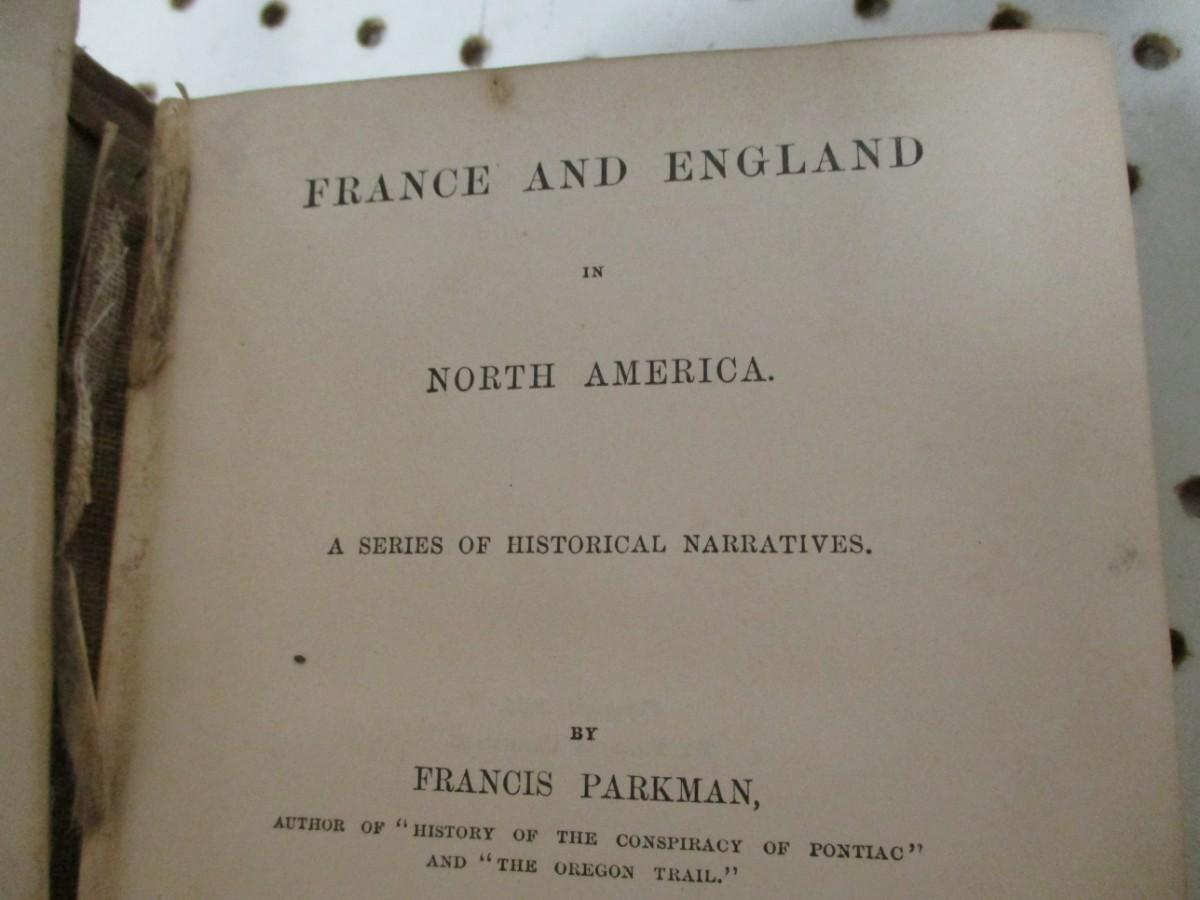 FRANCE AND ENGLAND
IN
NORTH AMERICA.
A SERIES OF HISTORICAL NARRATIVES.
BY
FRANCIS PARKMAN,
AUTHOR OF "HISTORY OF THE CONSPIRACY OF PONTIAC"
AND "THE OREGON TRAIL."